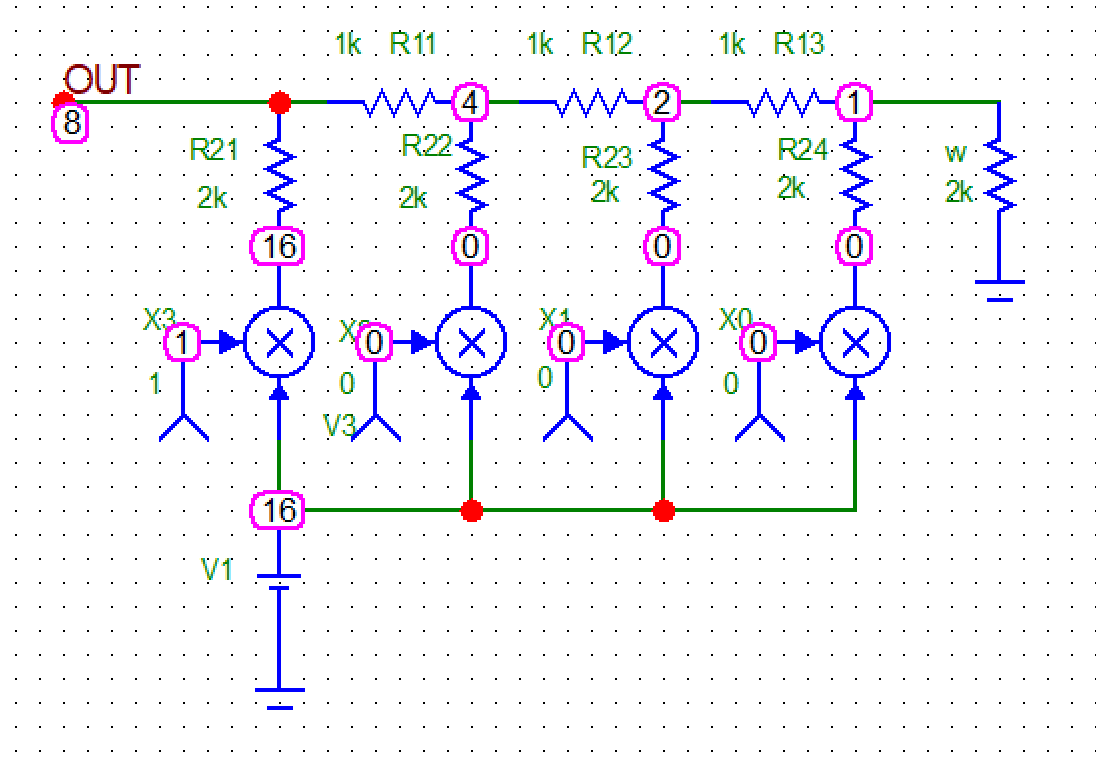 1k R11 1k R12 1k R13
OUT
8 4 2 1
R21 R22 R23 R24 w
2k 2k 2k 2k 2k
16 0 0 0
X3 X1 X0
1 0 0 0
1 0 0 0
V3
16
V1